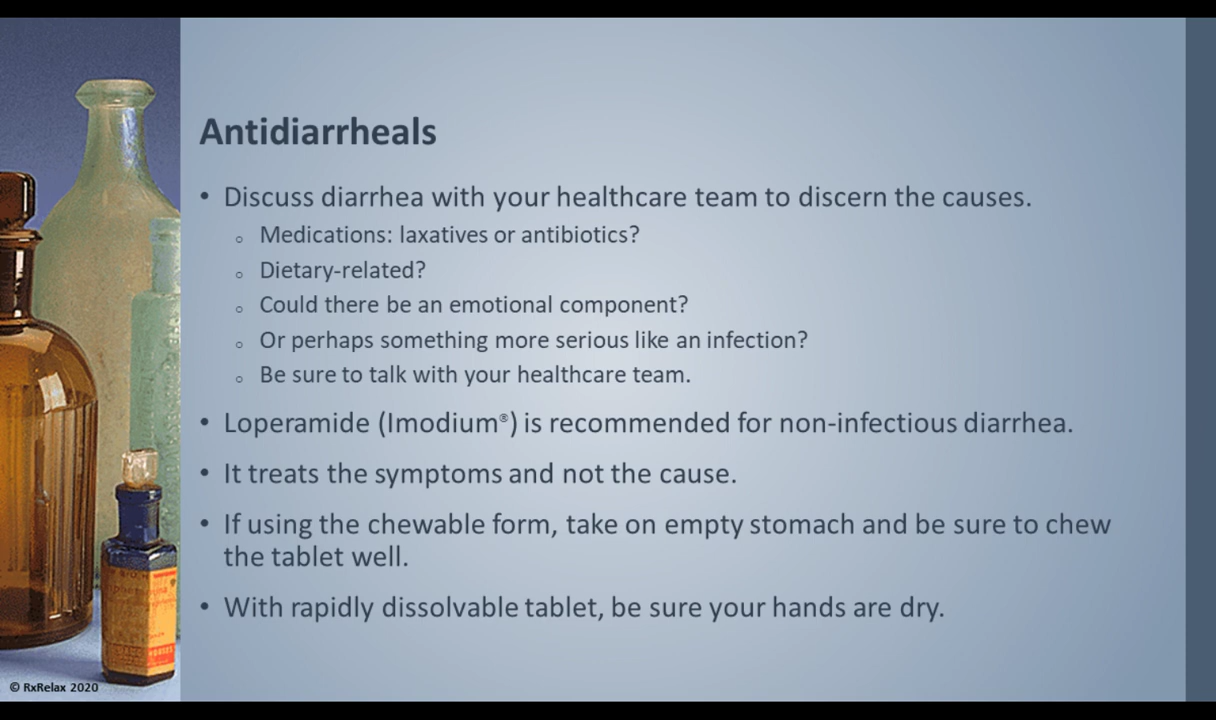 Antidiarrheals
• Discuss diarrhea with your healthcare team to discern the causes.
○ Medications: laxatives or antibiotics?
○ Dietary-related?
○ Could there be an emotional component?
○ Or perhaps something more serious like an infection?
○ Be sure to talk with your healthcare team.
• Loperamide (Imodium®) is recommended for non-infectious diarrhea.
• It treats the symptoms and not the cause.
• If using the chewable form, take on empty stomach and be sure to chew
the tablet well.
• With rapidly dissolvable tablet, be sure your hands are dry.
© RxRelax 2020